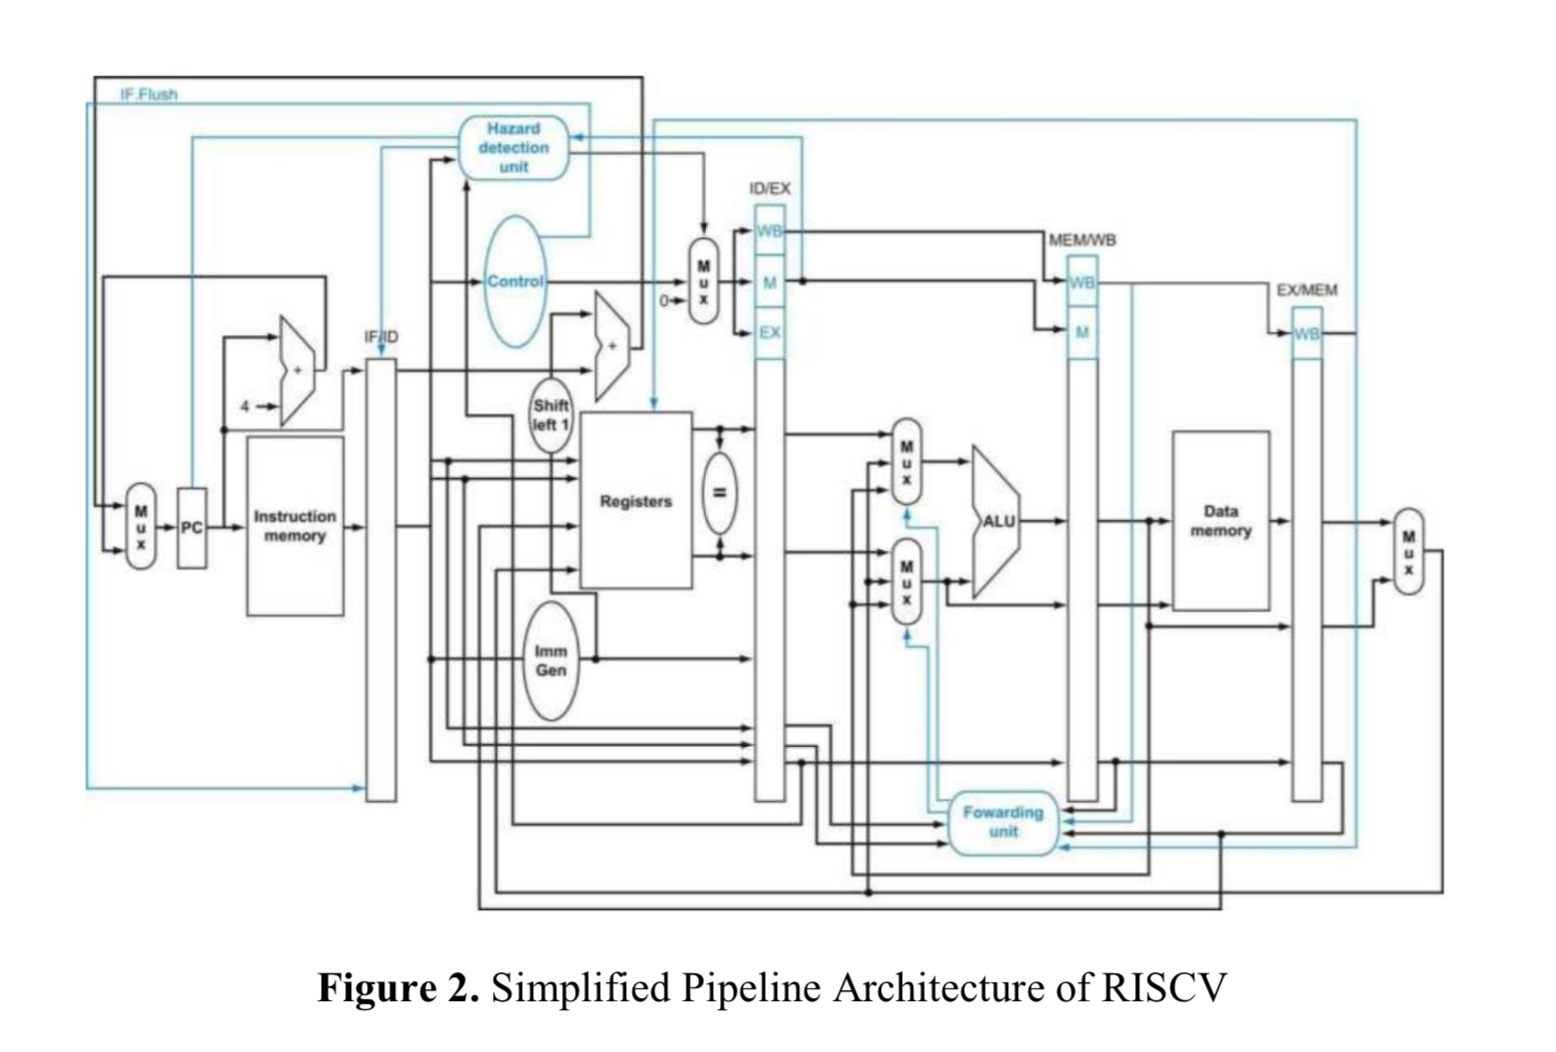 IF.Flush
Hazard
detection
unit
ID/EX
Control
M
u
x
0
WB
M
EX
MEM/WB
WB
M
EX/MEM
WB
IF/ID
+
4
+
Shift
left 1
M
u
x
PC
Instruction
memory
Registers
=
M
u
x
M
u
x
ALU
Data
memory
M
u
x
Imm
Gen
Fowarding
unit
Figure 2. Simplified Pipeline Architecture of RISCV